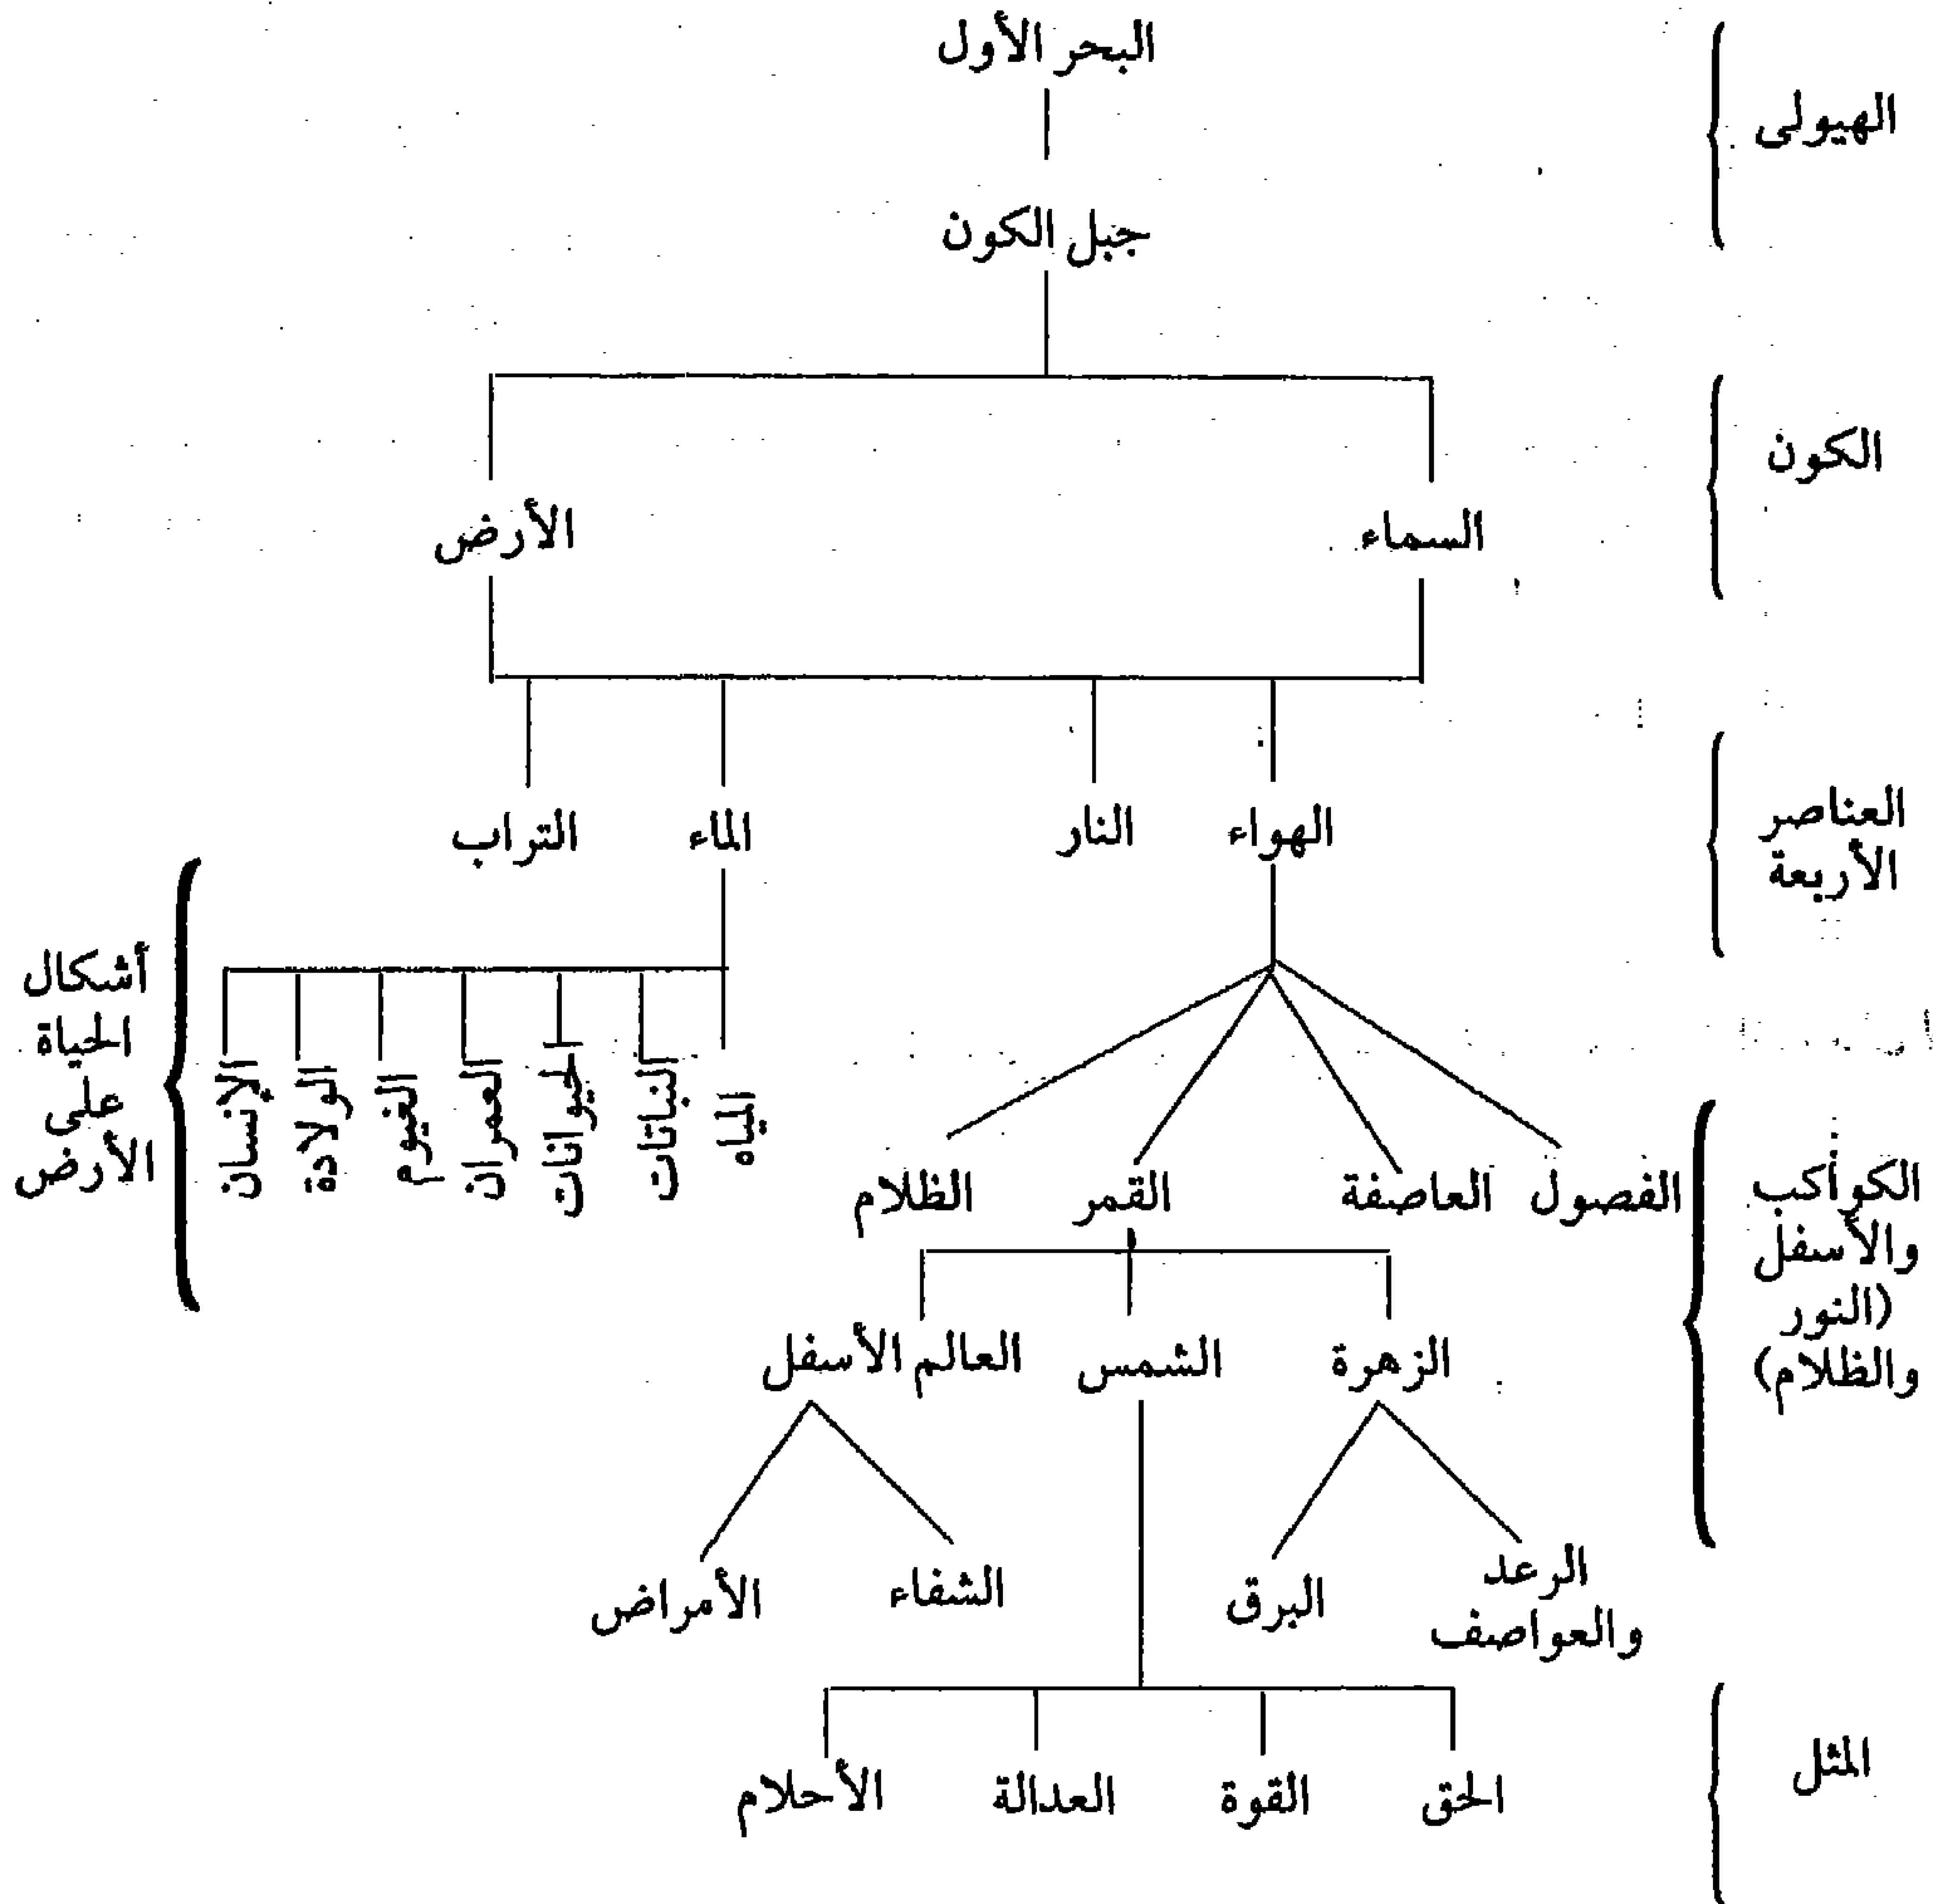 البحر الأول
الهيولى
جبل الكون
الكون
السماء
الأرض
العناصر
الأربعة
الهواء
النار
الماء
التراب
أشكال
الحياة
على
الأرض
المياه
النباتات
الحيوانات
العمران
الولادة
الإنسان
الكواكب
والأسفل
(النور
والظلام)
الفصول
العاصفة
القمر
الظلام
الزهرة
الشمس
العالم الأسفل
الرعد
والعواصف
البرق
الشفاء
الأمراض
المثل
الحق
القوة
العدالة
الأحلام